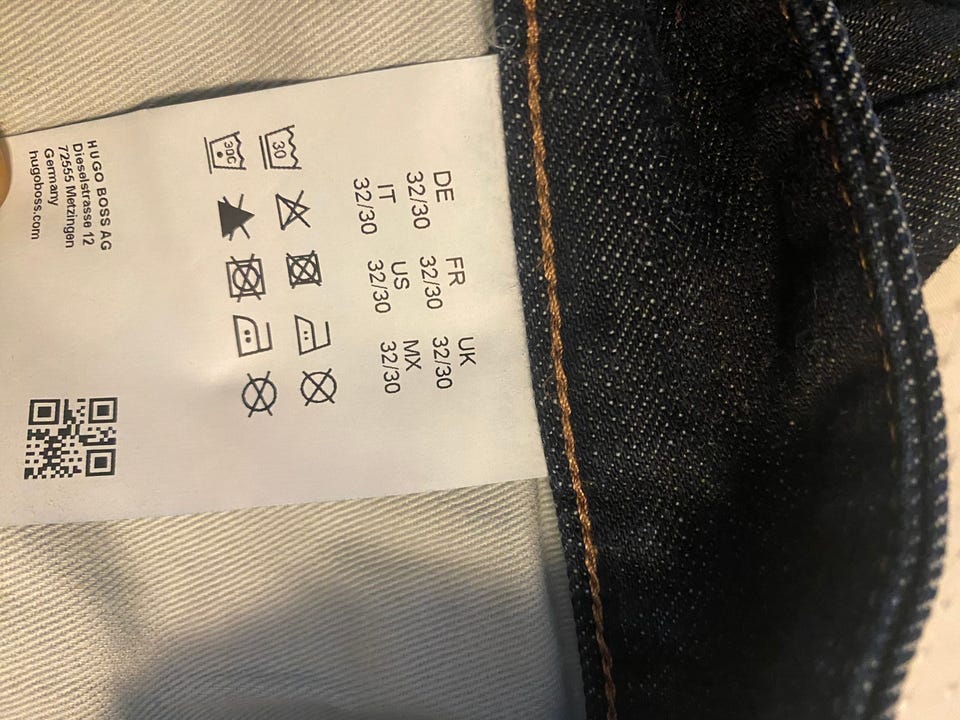 DE FR UK
32/30 32/30 32/30
IT US MX
32/30 32/30 32/30
30
30C
HUGO BOSS AG
Dieselstrasse 12
72555 Metzingen
Germany
hugoboss.com